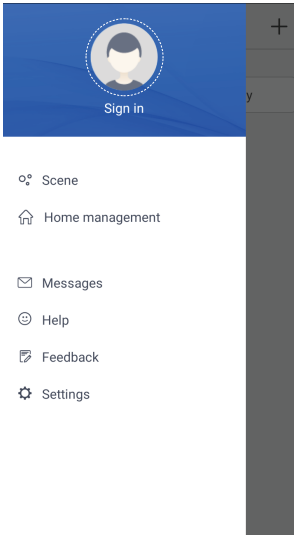 Sign in
y
Scene
Home management
Messages
Help
Feedback
Settings